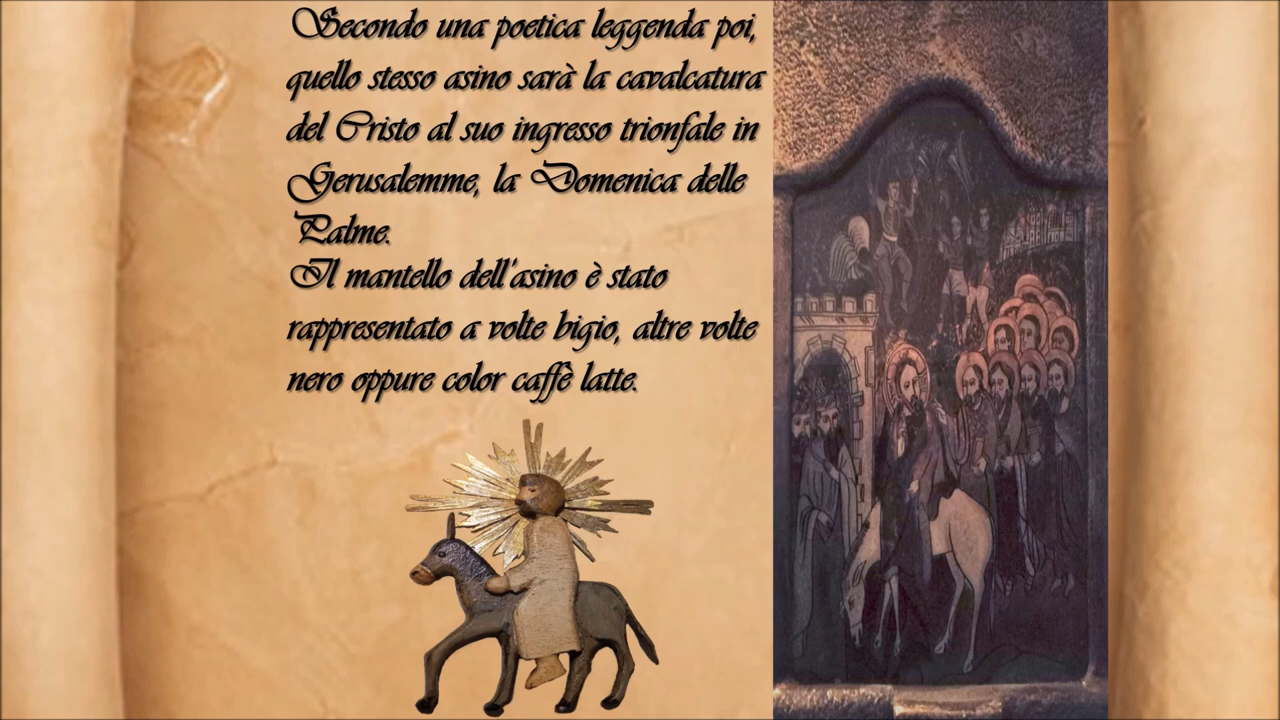 Secondo una poetica leggenda poi,
quello stesso asino sarà la cavalcatura
del Cristo al suo ingresso trionfale in
Gerusalemme, la Domenica delle
Palme.
Il mantello dell'asino è stato
rappresentato a volte bigio, altre volte
nero oppure color caffè latte.